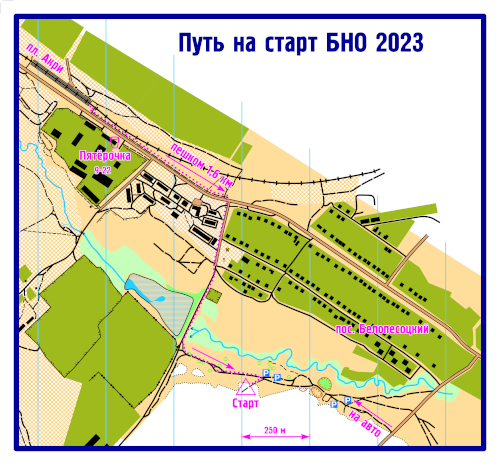 Путь на старт БНО 2023
пл. Акри
пешком 1,6 км
Пятёрочка
9-22
пос. Белопесоцкий
Старт
P
P
P
P
на авто
250 м